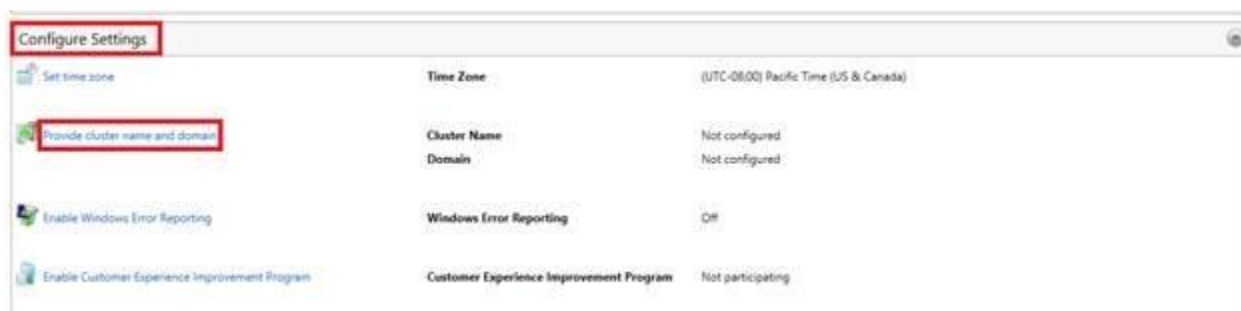 Configure Settings
Set time zone Time Zone (UTC-08:00) Pacific Time (US & Canada)
Provide cluster name and domain Cluster Name Not configured
Domain Not configured
Enable Windows Error Reporting Windows Error Reporting Off
Enable Customer Experience Improvement Program Customer Experience Improvement Program Not participating